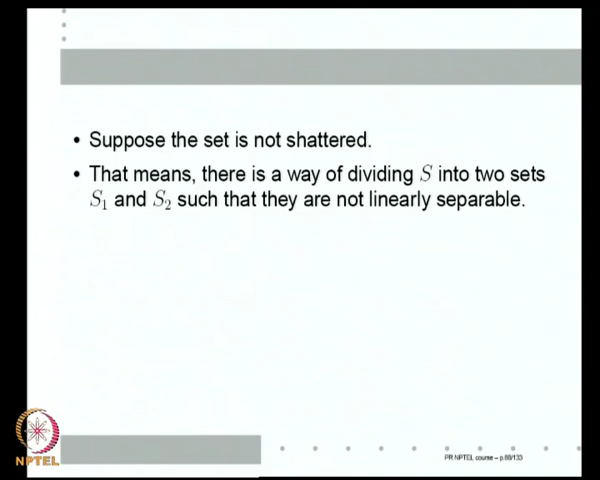 • Suppose the set is not shattered.
• That means, there is a way of dividing S into two sets
S₁ and S₂ such that they are not linearly separable.
NPTEL
PR NPTEL course – p.88/133